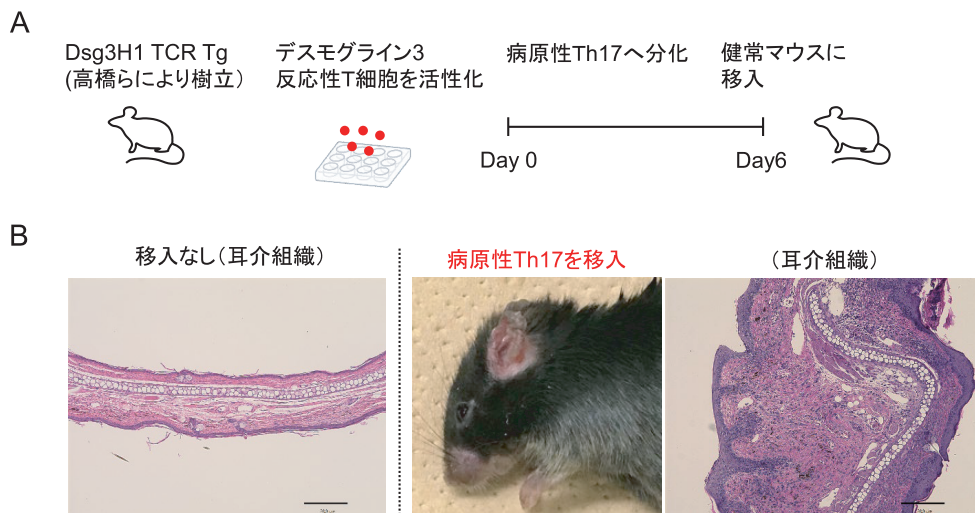 A
Dsg3H1 TCR Tg
(高橋らにより樹立)
デスモグライン3
反応性T細胞を活性化
病原性Th17へ分化
健常マウスに
移入
Day 0
Day6
B
移入なし(耳介組織)
病原性Th17を移入
(耳介組織)